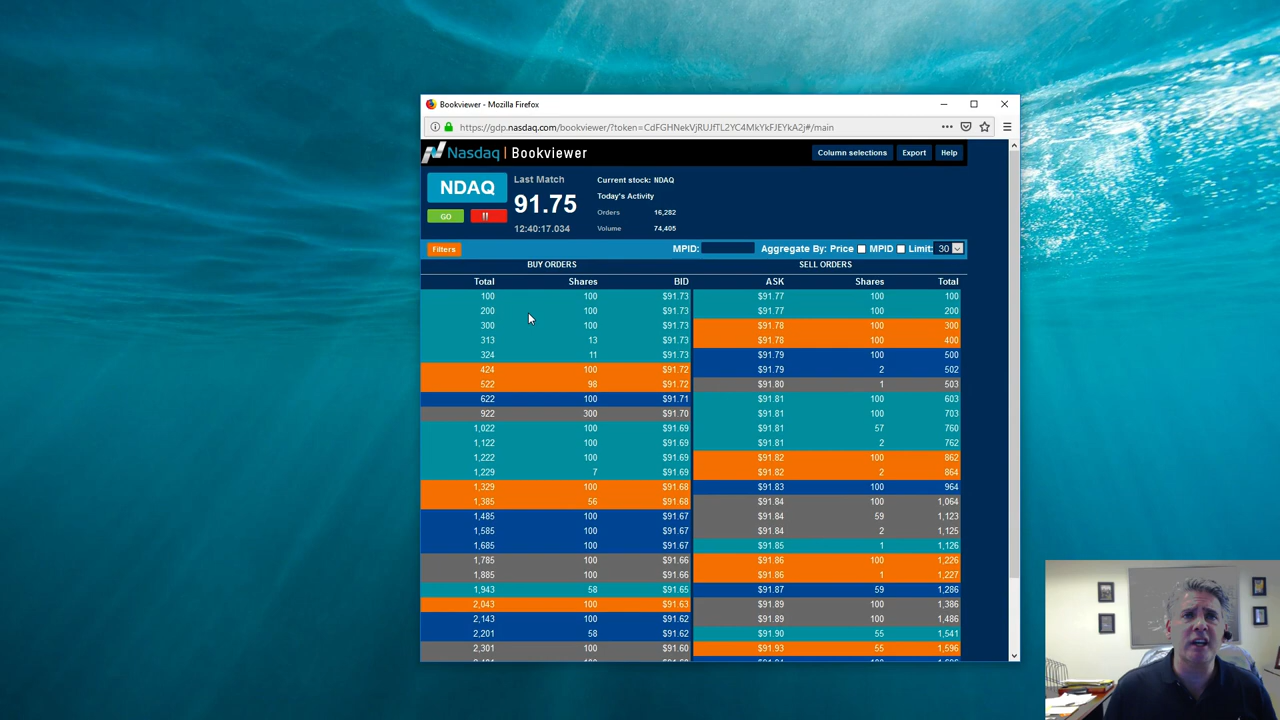 Bookviewer - Mozilla Firefox
https://gdp.nasdaq.com/bookviewer/?token=CdFGHNekVjRUJfTL2YC4MkYkFJEYkA2j#/main
Nasdaq | Bookviewer Column selections Export Help
NDAQ Last Match Current stock: NDAQ
91.75 Today's Activity
GO Orders 16,282
12:40:17.034 Volume 74,405
Filters MPID: Aggregate By: Price MPID Limit: 30
BUY ORDERS SELL ORDERS
Total Shares BID ASK Shares Total
100 100 $91.73 $91.77 100 100
200 100 $91.73 $91.77 100 200
300 100 $91.73 $91.78 100 300
313 13 $91.73 $91.78 100 400
324 11 $91.73 $91.79 100 500
424 100 $91.72 $91.79 2 502
522 98 $91.72 $91.80 1 503
622 100 $91.71 $91.81 100 603
922 300 $91.70 $91.81 100 703
1,022 100 $91.69 $91.81 57 760
1,122 100 $91.69 $91.81 2 762
1,222 100 $91.69 $91.82 100 862
1,229 7 $91.69 $91.82 2 864
1,329 100 $91.68 $91.83 100 964
1,385 56 $91.68 $91.84 100 1,064
1,485 100 $91.67 $91.84 59 1,123
1,585 100 $91.67 $91.84 2 1,125
1,685 100 $91.67 $91.85 1 1,126
1,785 100 $91.66 $91.86 100 1,226
1,885 100 $91.66 $91.86 1 1,227
1,943 58 $91.65 $91.87 59 1,286
2,043 100 $91.63 $91.89 100 1,386
2,143 100 $91.62 $91.89 100 1,486
2,201 58 $91.62 $91.90 55 1,541
2,301 100 $91.60 $91.93 55 1,596